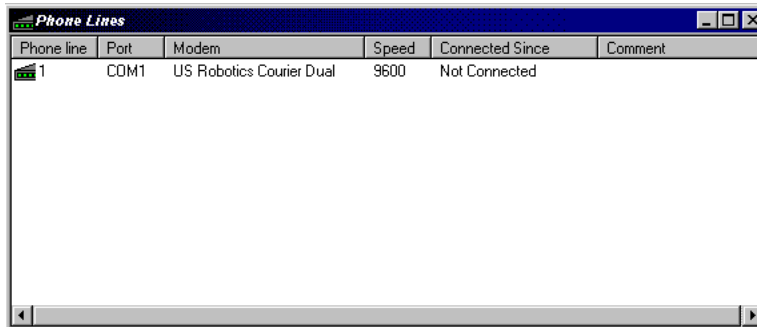 Phone Lines
Phone line Port Modem Speed Connected Since Comment
1 COM1 US Robotics Courier Dual 9600 Not Connected